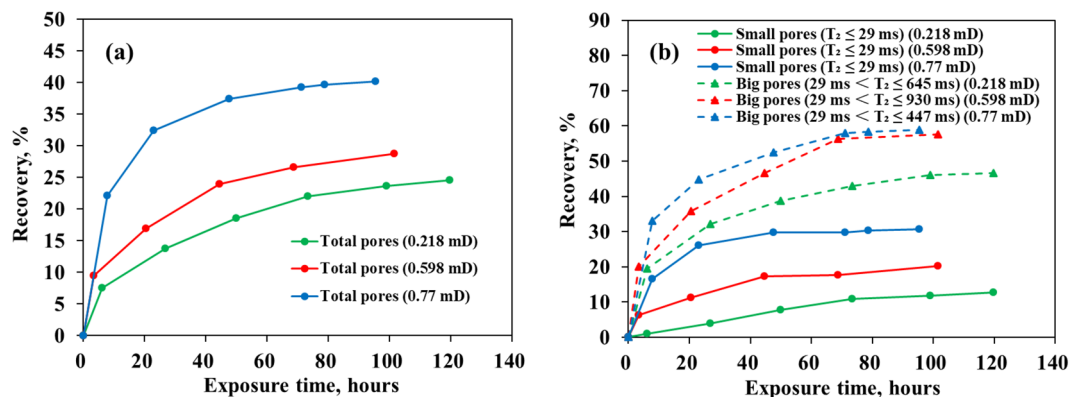 (a)
Recovery, %
50
45
40
35
30
25
20
15
10
5
0
Total pores (0.218 mD)
Total pores (0.598 mD)
Total pores (0.77 mD)
0 20 40 60 80 100 120 140
Exposure time, hours
(b)
Recovery, %
90
80
70
60
50
40
30
20
10
0
Small pores (T₂ ≤ 29 ms) (0.218 mD)
Small pores (T₂ ≤ 29 ms) (0.598 mD)
Small pores (T₂ ≤ 29 ms) (0.77 mD)
Big pores (29 ms < T₂ ≤ 645 ms) (0.218 mD)
Big pores (29 ms < T₂ ≤ 930 ms) (0.598 mD)
Big pores (29 ms < T₂ ≤ 447 ms) (0.77 mD)
0 20 40 60 80 100 120 140
Exposure time, hours